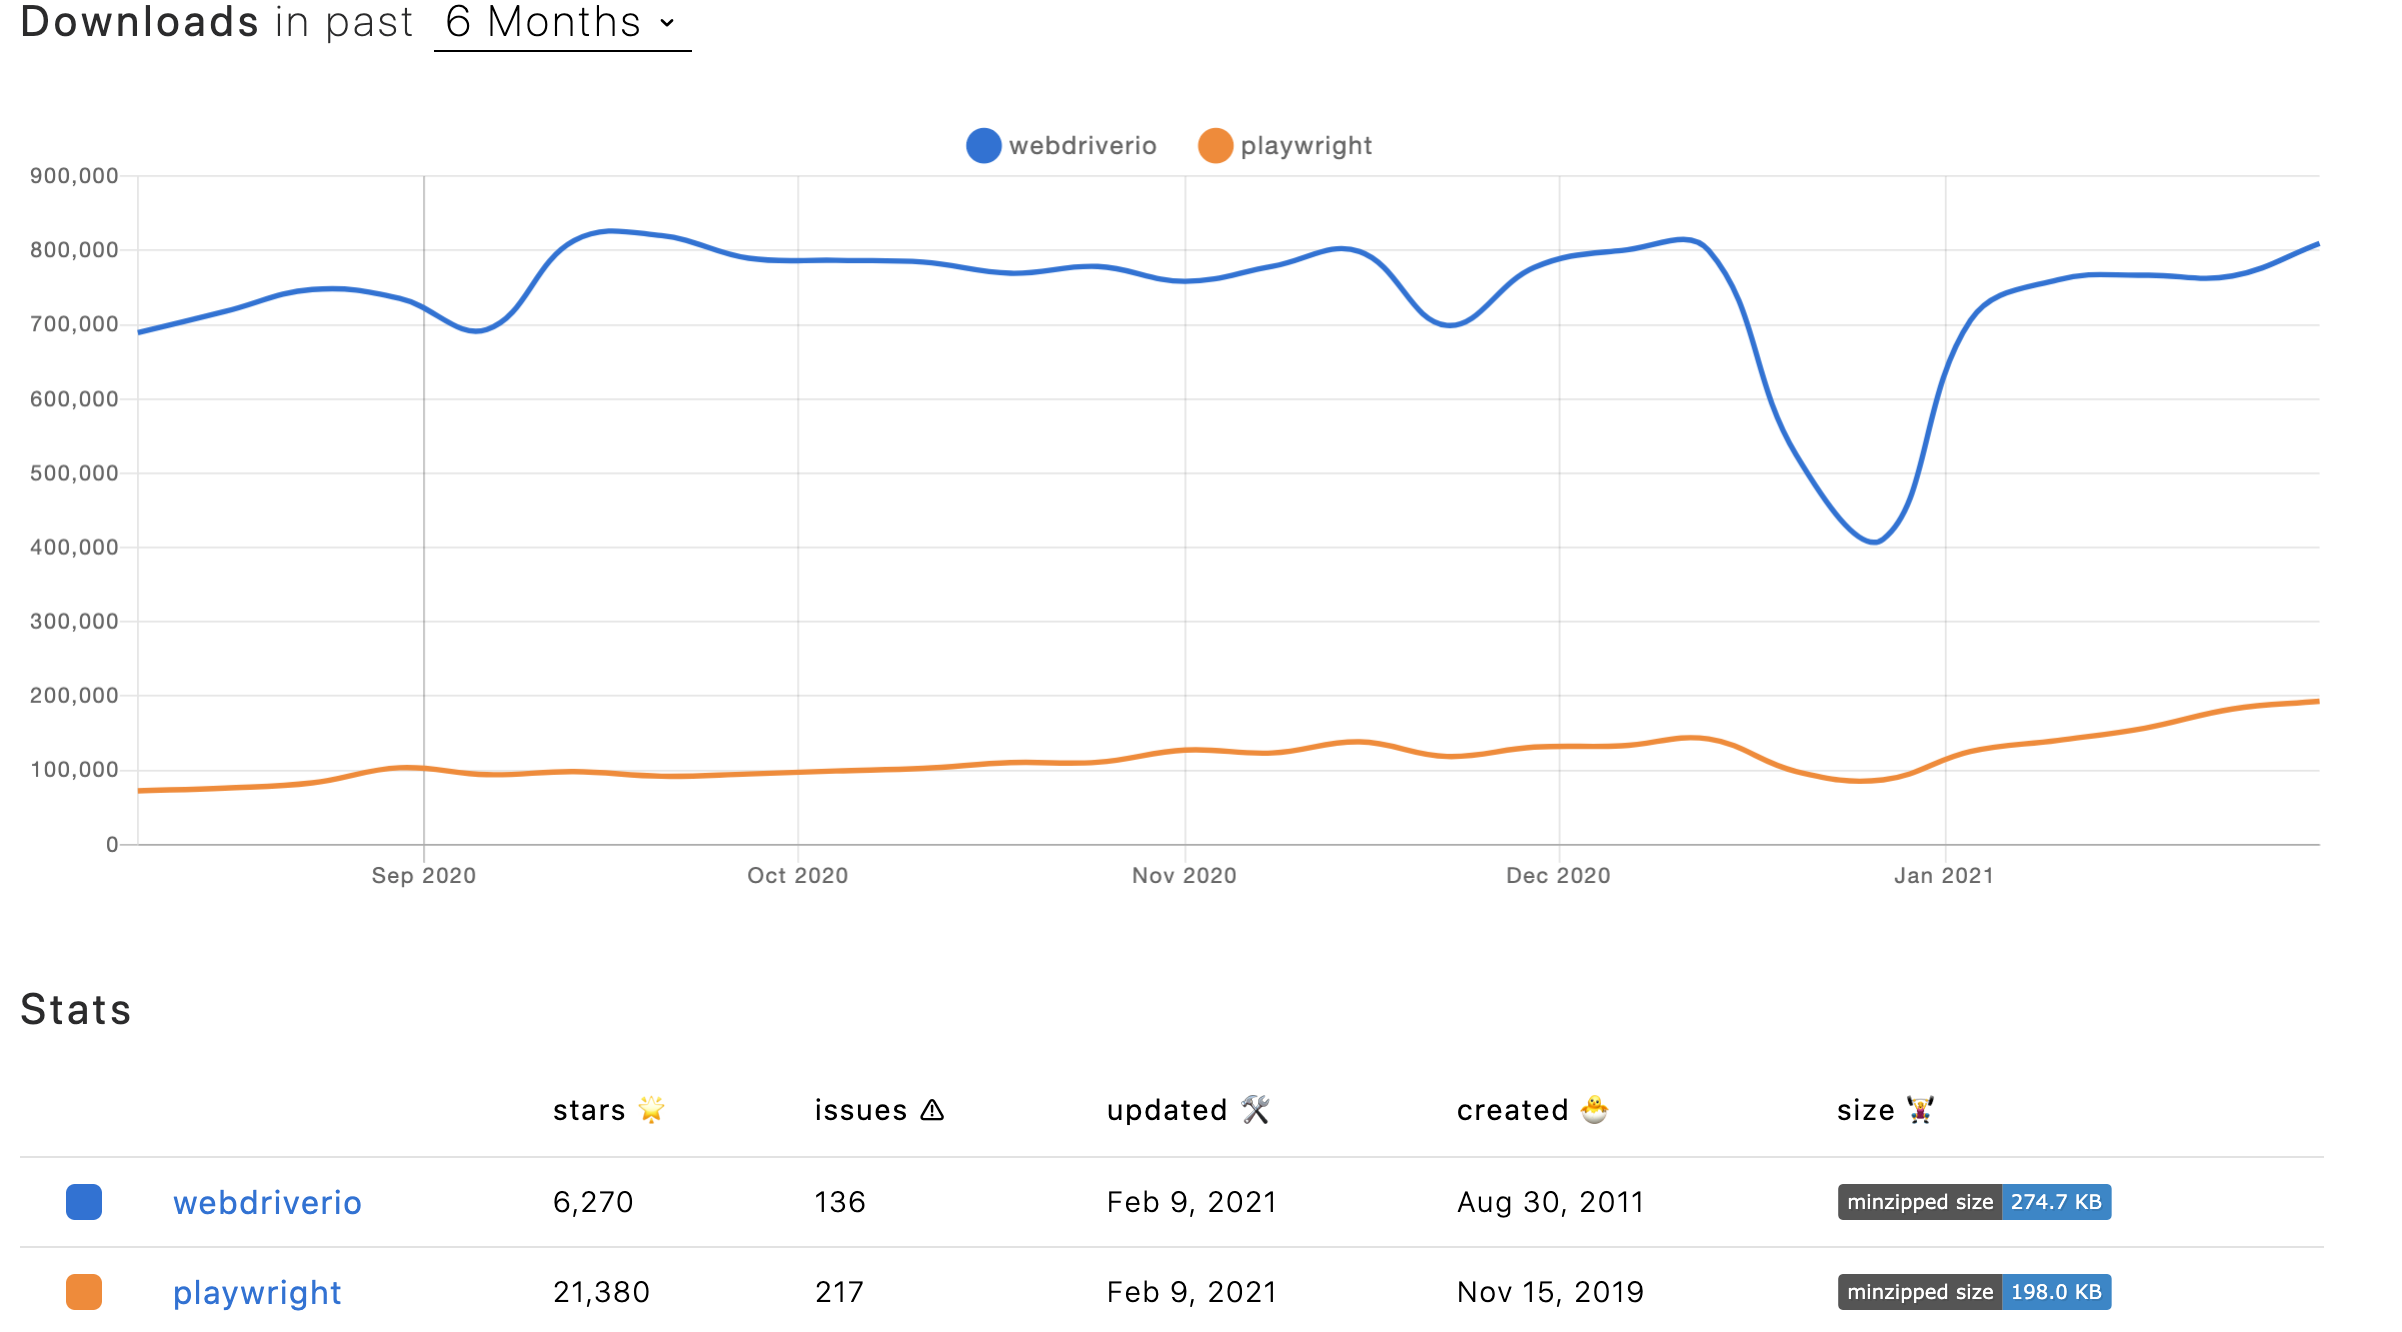 Downloads in past 6 Months
webdriverio playwright
900,000
800,000
700,000
600,000
500,000
400,000
300,000
200,000
100,000
0
Sep 2020 Oct 2020 Nov 2020 Dec 2020 Jan 2021
Stats
stars 🌟 issues ⚠ updated 🛠 created 🐣 size 🏋️‍♀️
webdriverio 6,270 136 Feb 9, 2021 Aug 30, 2011 minzipped size 274.7 KB
playwright 21,380 217 Feb 9, 2021 Nov 15, 2019 minzipped size 198.0 KB